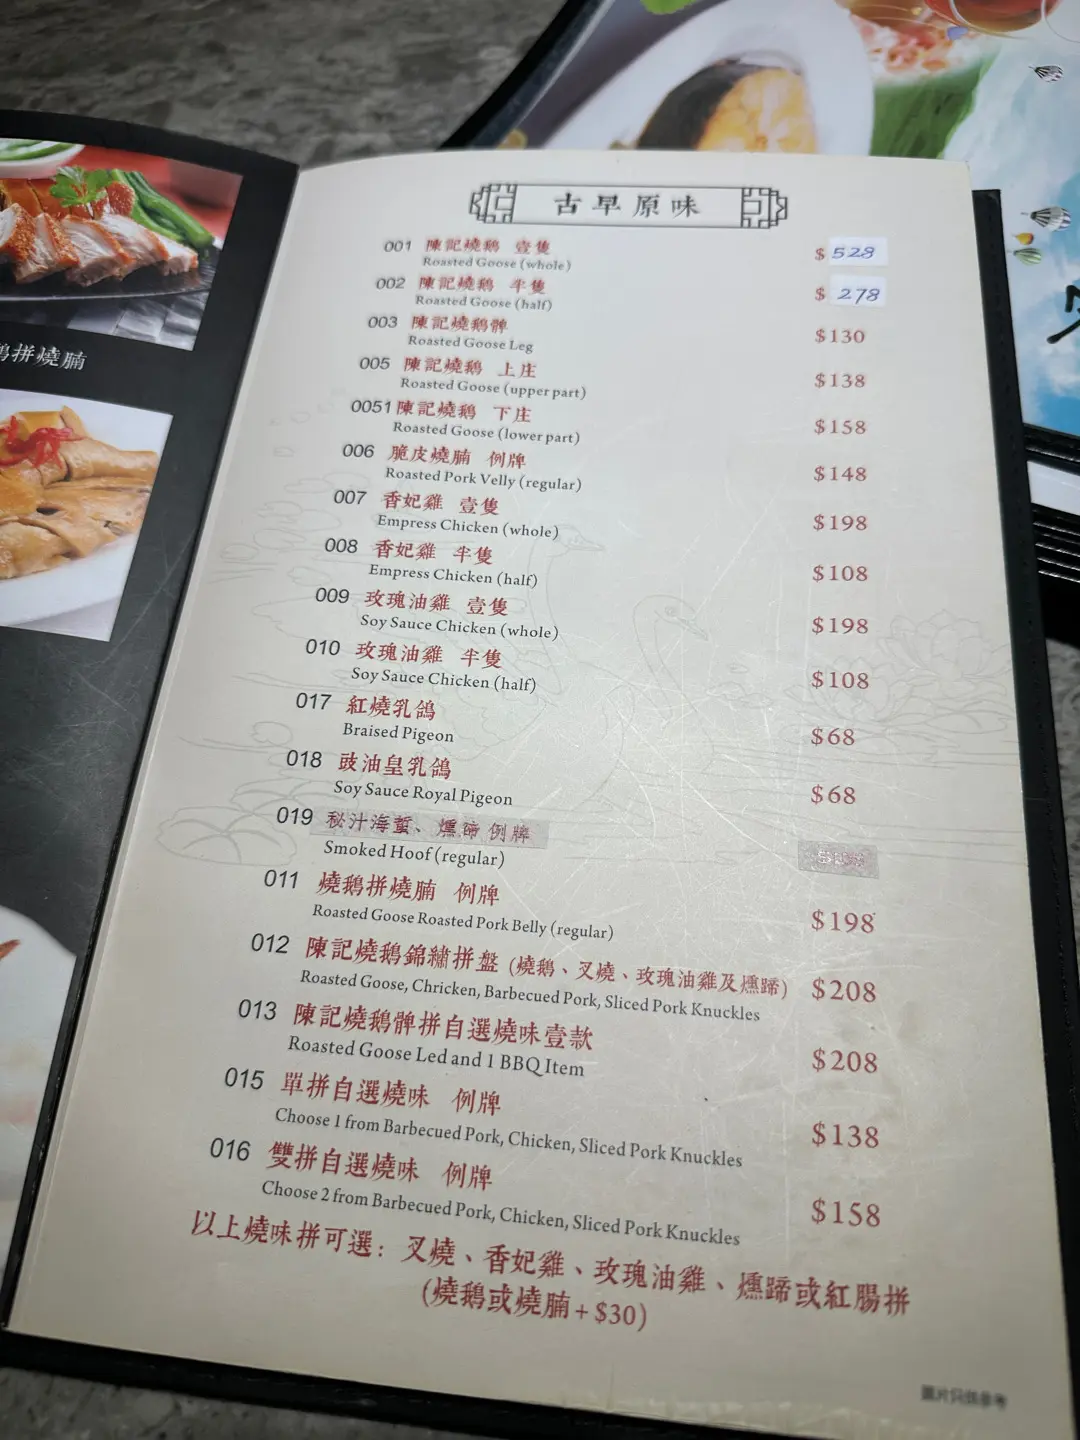 古早原味
001 陳記燒鵝 壹隻 $528
Roasted Goose (whole)
002 陳記燒鵝 半隻 $278
Roasted Goose (half)
003 陳記燒鵝髀 $130
Roasted Goose Leg
005 陳記燒鵝 上庄 $138
Roasted Goose (upper part)
0051 陳記燒鵝 下庄 $158
Roasted Goose (lower part)
006 脆皮燒腩 例牌 $148
Roasted Pork Velly (regular)
007 香妃雞 壹隻 $198
Empress Chicken (whole)
008 香妃雞 半隻 $108
Empress Chicken (half)
009 玫瑰油雞 壹隻 $198
Soy Sauce Chicken (whole)
010 玫瑰油雞 半隻 $108
Soy Sauce Chicken (half)
017 紅燒乳鴿 $68
Braised Pigeon
018 豉油皇乳鴿 $68
Soy Sauce Royal Pigeon
019 秘汁海蜇、燻蹄 例牌
Smoked Hoof (regular)
011 燒鵝拼燒腩 例牌 $198
Roasted Goose Roasted Pork Belly (regular)
012 陳記燒鵝錦繡拼盤 (燒鵝、叉燒、玫瑰油雞及燻蹄) $208
Roasted Goose, Chricken, Barbecued Pork, Sliced Pork Knuckles
013 陳記燒鵝髀拼自選燒味壹款 $208
Roasted Goose Led and 1 BBQ Item
015 單拼自選燒味 例牌 $138
Choose 1 from Barbecued Pork, Chicken, Sliced Pork Knuckles
016 雙拼自選燒味 例牌 $158
Choose 2 from Barbecued Pork, Chicken, Sliced Pork Knuckles
以上燒味拼可選：叉燒、香妃雞、玫瑰油雞、燻蹄或紅腸拼
(燒鵝或燒腩 + $30)
圖片只供參考
鵝拼燒腩